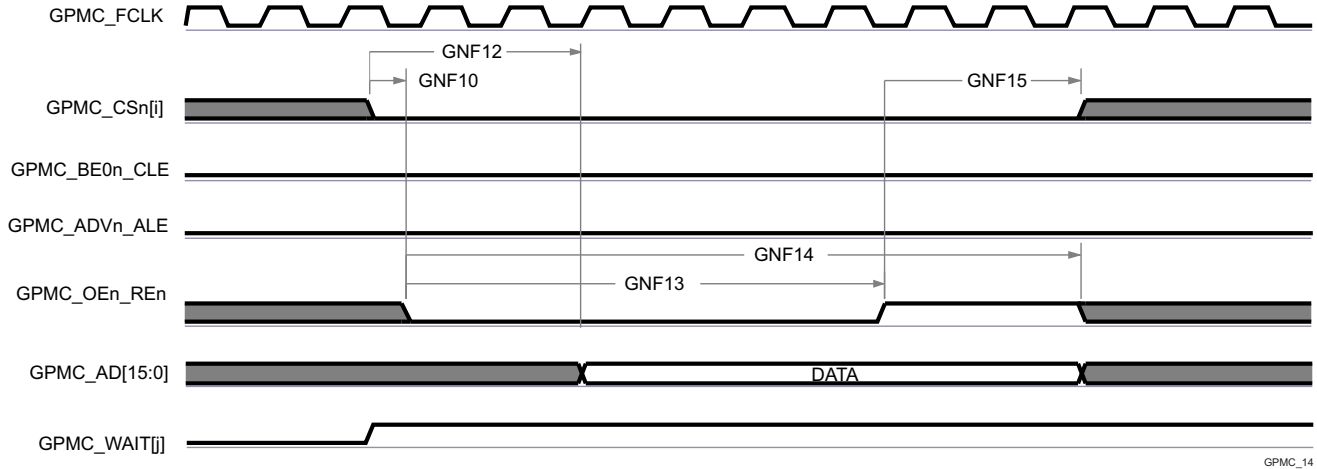 GPMC_FCLK
GNF12
GNF10
GNF15
GPMC_CSn[i]
GPMC_BE0n_CLE
GPMC_ADVn_ALE
GNF14
GNF13
GPMC_OEn_REn
GPMC_AD[15:0]
DATA
GPMC_WAIT[j]
GPMC_14